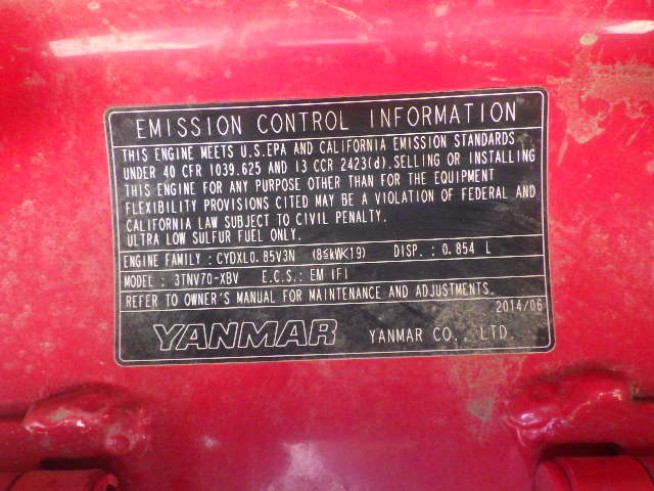 EMISSION CONTROL INFORMATION
THIS ENGINE MEETS U.S.EPA AND CALIFORNIA EMISSION STANDARDS
UNDER 40 CFR 1039.625 AND 13 CCR 2423(d).SELLING OR INSTALLING
THIS ENGINE FOR ANY PURPOSE OTHER THAN FOR THE EQUIPMENT
FLEXIBILITY PROVISIONS CITED MAY BE A VIOLATION OF FEDERAL AND
CALIFORNIA LAW SUBJECT TO CIVIL PENALTY.
ULTRA LOW SULFUR FUEL ONLY.
ENGINE FAMILY : CYDXL0.85V3N (8≦kW<19) DISP. : 0.854 L
MODEL : 3TNV70-XBV E.C.S.: EM IFI
REFER TO OWNER'S MANUAL FOR MAINTENANCE AND ADJUSTMENTS.
2014/06
YANMAR YANMAR CO., LTD.